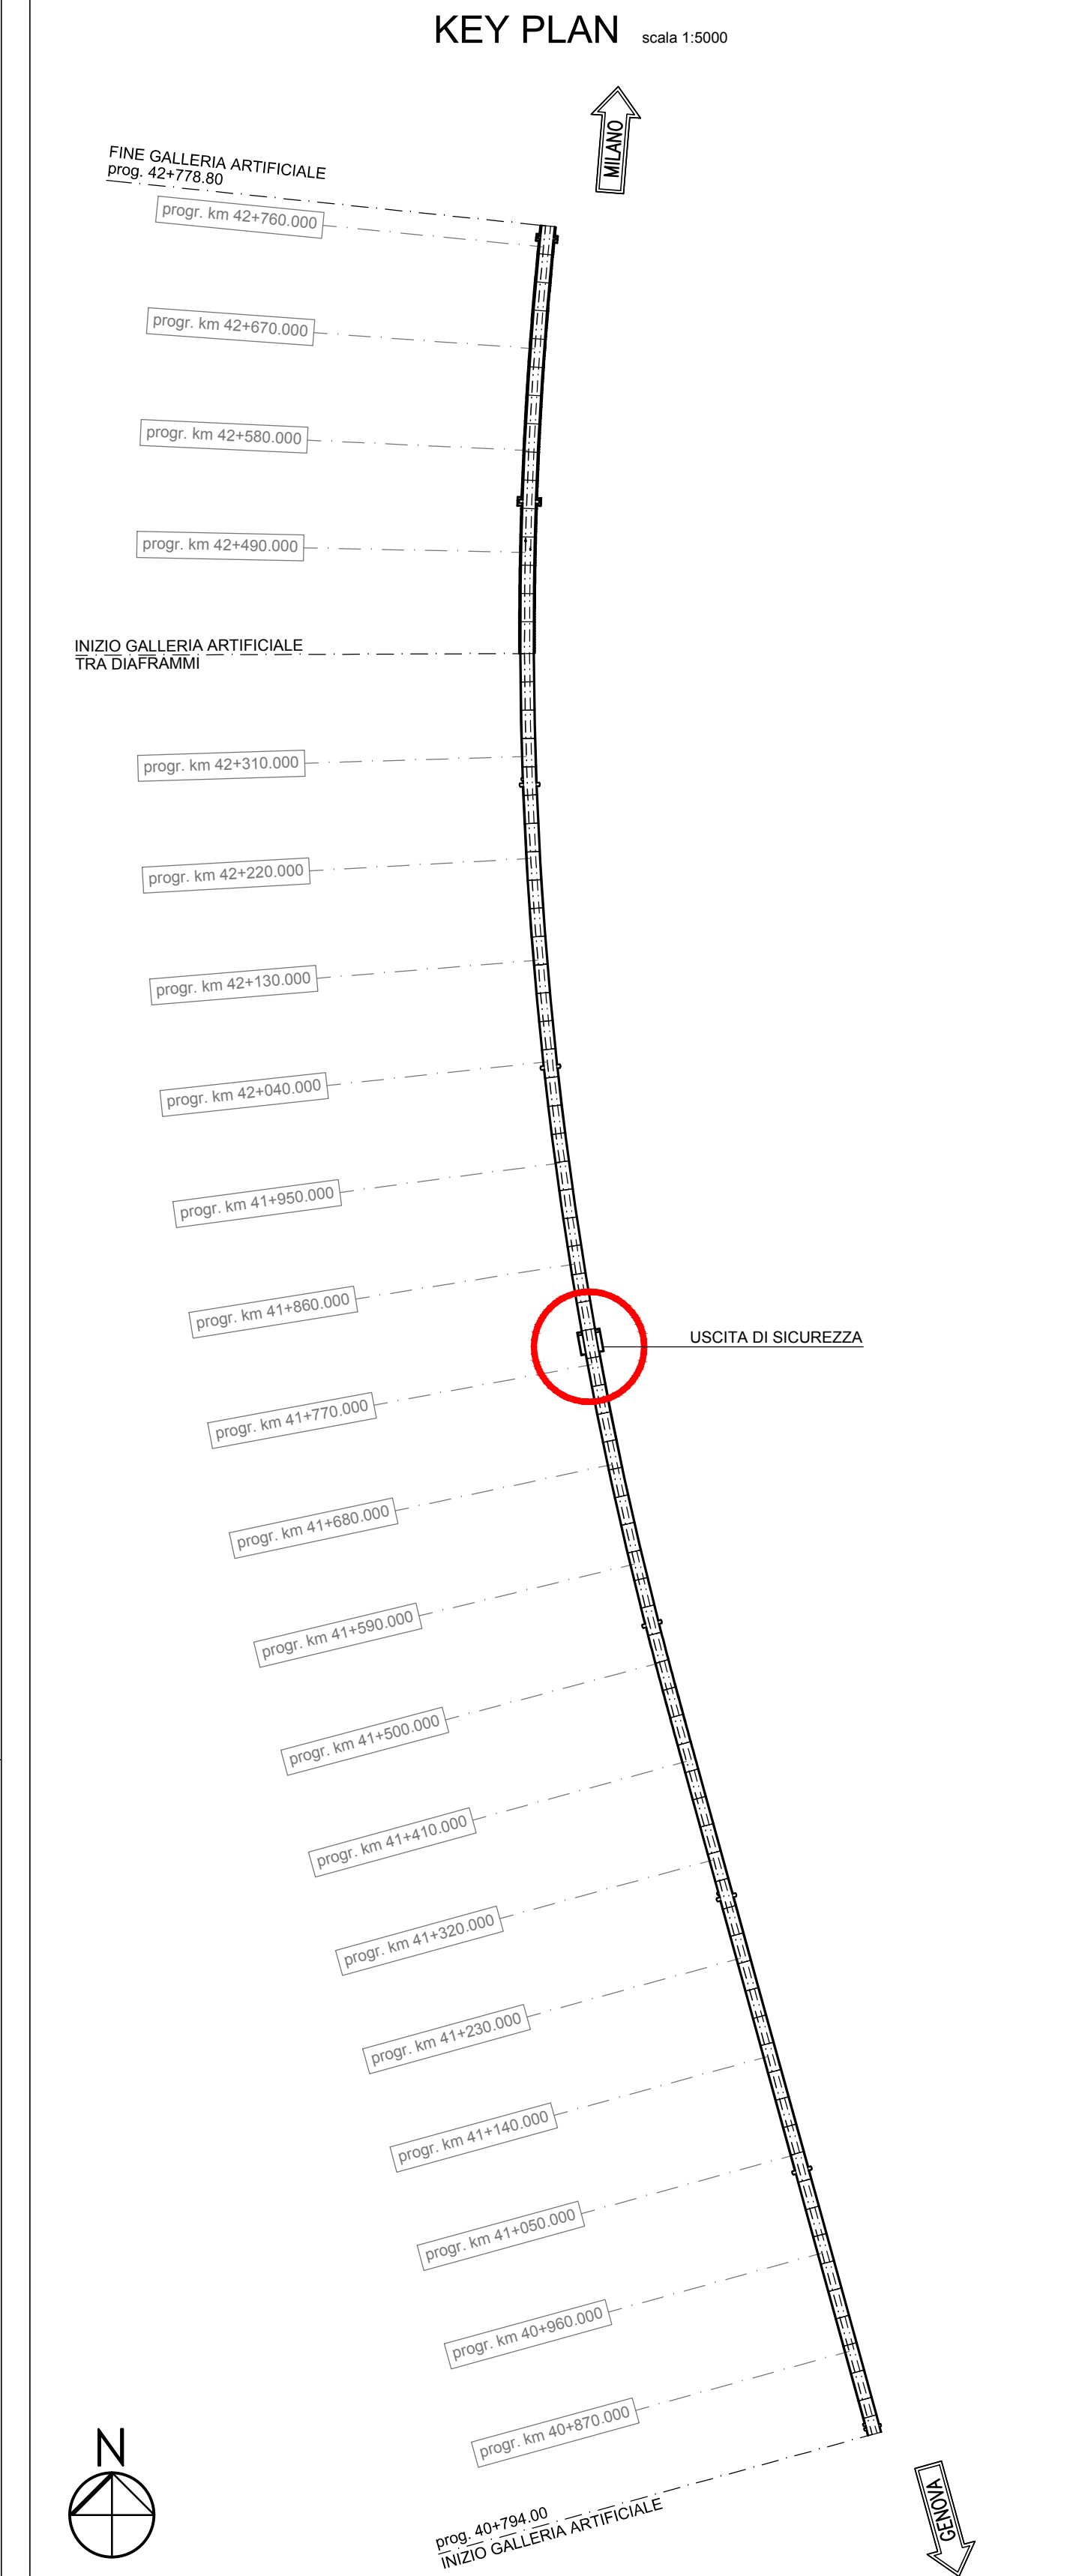 KEY PLAN scala 1:5000
MILANO
FINE GALLERIA ARTIFICIALE
prog. 42+778.80
progr. km 42+760.000
progr. km 42+670.000
progr. km 42+580.000
progr. km 42+490.000
INIZIO GALLERIA ARTIFICIALE
TRA DIAFRAMMI
progr. km 42+310.000
progr. km 42+220.000
progr. km 42+130.000
progr. km 42+040.000
progr. km 41+950.000
progr. km 41+860.000
USCITA DI SICUREZZA
progr. km 41+770.000
progr. km 41+680.000
progr. km 41+590.000
progr. km 41+500.000
progr. km 41+410.000
progr. km 41+320.000
progr. km 41+230.000
progr. km 41+140.000
progr. km 41+050.000
progr. km 40+960.000
progr. km 40+870.000
N
prog. 40+794.00
INIZIO GALLERIA ARTIFICIALE
GENOVA